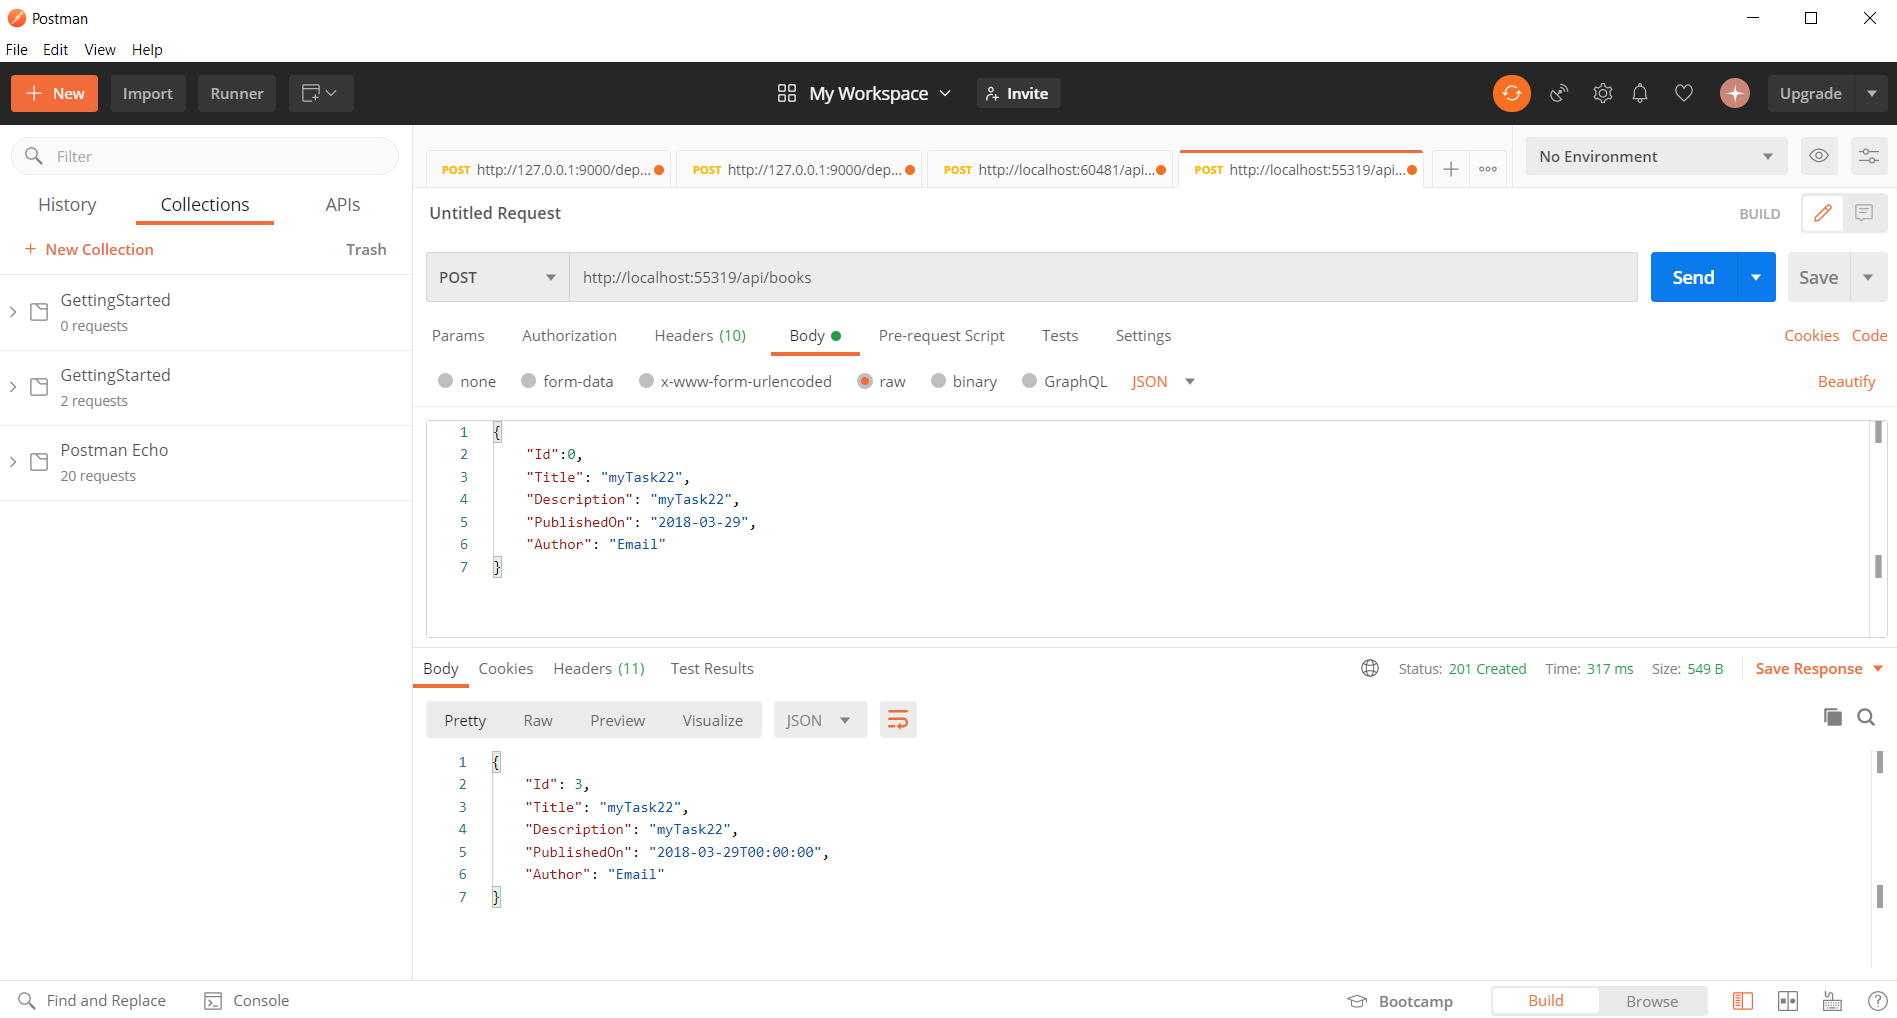 Postman
File Edit View Help
New Import Runner My Workspace Invite Upgrade
Filter
History Collections APIs
+ New Collection Trash
GettingStarted
0 requests
GettingStarted
2 requests
Postman Echo
20 requests
POST http://127.0.0.1:9000/dep... POST http://127.0.0.1:9000/dep... POST http://localhost:60481/api... POST http://localhost:55319/api... No Environment
Untitled Request BUILD
POST http://localhost:55319/api/books Send Save
Params Authorization Headers (10) Body Pre-request Script Tests Settings Cookies Code
none form-data x-www-form-urlencoded raw binary GraphQL JSON Beautify
1 {
2 "Id":0,
3 "Title": "myTask22",
4 "Description": "myTask22",
5 "PublishedOn": "2018-03-29",
6 "Author": "Email"
7 }
Body Cookies Headers (11) Test Results Status: 201 Created Time: 317 ms Size: 549 B Save Response
Pretty Raw Preview Visualize JSON
1 {
2 "Id": 3,
3 "Title": "myTask22",
4 "Description": "myTask22",
5 "PublishedOn": "2018-03-29T00:00:00",
6 "Author": "Email"
7 }
Find and Replace Console Bootcamp Build Browse